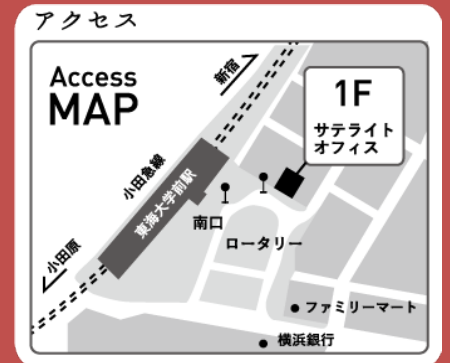 アクセス
Access
MAP
新宿
1F
サテライト
オフィス
小田急線
東海大学前駅
南口
ロータリー
小田原
ファミリーマート
横浜銀行